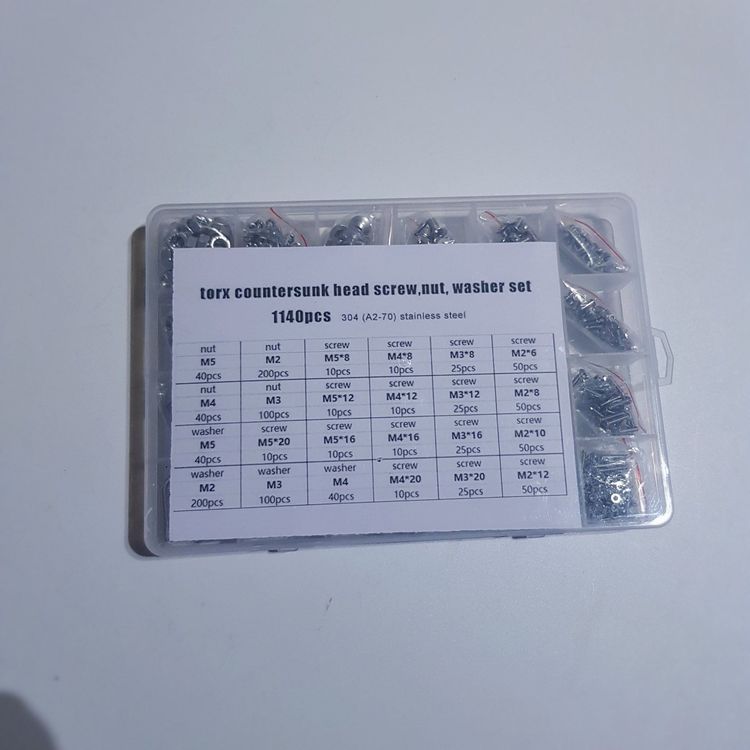 torx countersunk head screw,nut, washer set
1140pcs 304 (A2-70) stainless steel
nut nut screw screw screw screw
M5 M2 M5*8 M4*8 M3*8 M2*6
40pcs 200pcs 10pcs 10pcs 25pcs 50pcs
nut nut screw screw screw screw
M4 M3 M5*12 M4*12 M3*12 M2*8
40pcs 100pcs 10pcs 10pcs 25pcs 50pcs
washer screw screw screw screw screw
M5 M5*20 M5*16 M4*16 M3*16 M2*10
40pcs 10pcs 10pcs 10pcs 25pcs 50pcs
washer washer washer screw screw screw
M2 M3 M4 M4*20 M3*20 M2*12
200pcs 100pcs 40pcs 10pcs 25pcs 50pcs